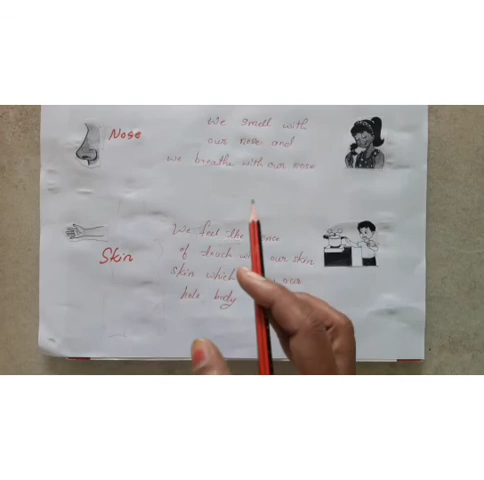 Nose
We smell with
our nose and
we breathe with our nose
Skin
We feel the
of touch our skin
skin which
hole body